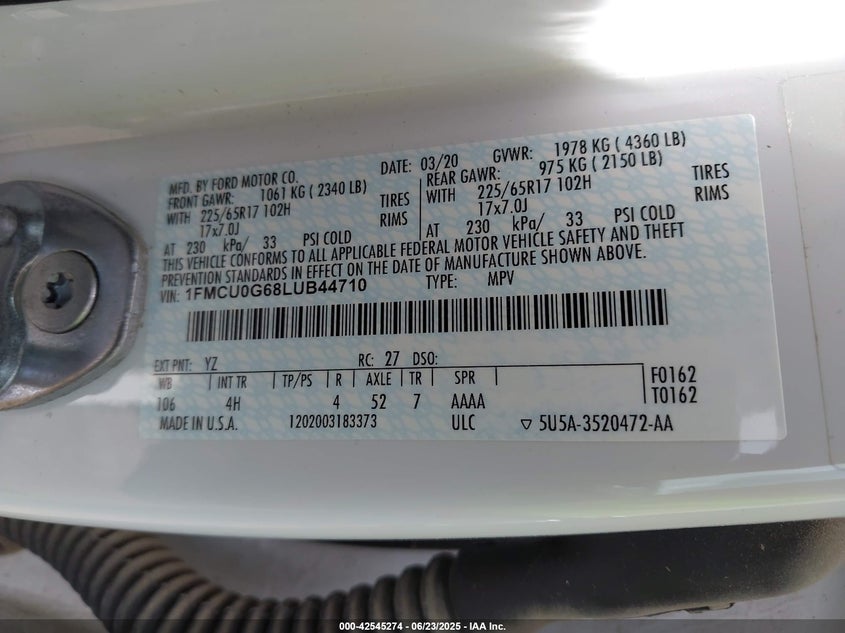 MFD. BY FORD MOTOR CO. DATE: 03/20 GVWR: 1978 KG ( 4360 LB)
FRONT GAWR: 1061 KG ( 2340 LB) REAR GAWR: 975 KG ( 2150 LB)
WITH 225/65R17 102H TIRES WITH 225/65R17 102H TIRES
17x7.0J RIMS 17x7.0J RIMS
AT 230 kPa/ 33 PSI COLD AT 230 kPa/ 33 PSI COLD
THIS VEHICLE CONFORMS TO ALL APPLICABLE FEDERAL MOTOR VEHICLE SAFETY AND THEFT
PREVENTION STANDARDS IN EFFECT ON THE DATE OF MANUFACTURE SHOWN ABOVE.
VIN: 1FMCU0G68LUB44710 TYPE: MPV
EXT PNT: YZ RC: 27 DSO:
WB INT TR TP/PS R AXLE TR SPR F0162
106 4H 4 52 7 AAAA T0162
MADE IN U.S.A. 1202003183373 ULC ▽ 5U5A-3520472-AA
000-42545274 - 06/23/2025 - IAA Inc.